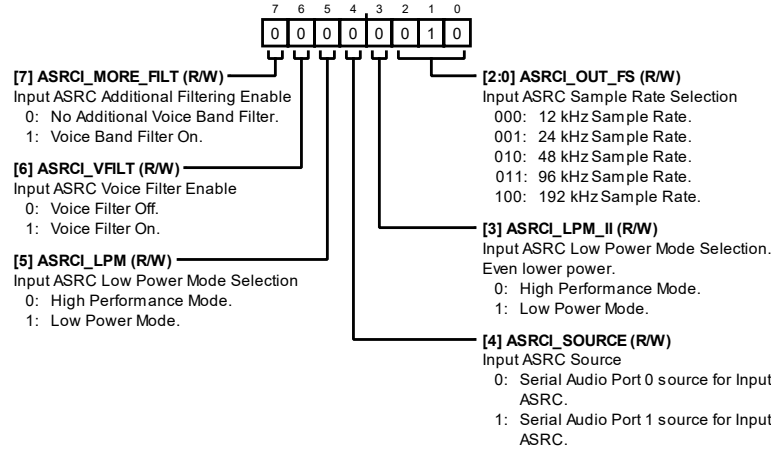 7 6 5 4 3 2 1 0
0 0 0 0 0 0 1 0
[7] ASRCI_MORE_FILT (R/W)
Input ASRC Additional Filtering Enable
0: No Additional Voice Band Filter.
1: Voice Band Filter On.
[6] ASRCI_VFILT (R/W)
Input ASRC Voice Filter Enable
0: Voice Filter Off.
1: Voice Filter On.
[5] ASRCI_LPM (R/W)
Input ASRC Low Power Mode Selection
0: High Performance Mode.
1: Low Power Mode.
[2:0] ASRCI_OUT_FS (R/W)
Input ASRC Sample Rate Selection
000: 12 kHz Sample Rate.
001: 24 kHz Sample Rate.
010: 48 kHz Sample Rate.
011: 96 kHz Sample Rate.
100: 192 kHz Sample Rate.
[3] ASRCI_LPM_II (R/W)
Input ASRC Low Power Mode Selection.
Even lower power.
0: High Performance Mode.
1: Low Power Mode.
[4] ASRCI_SOURCE (R/W)
Input ASRC Source
0: Serial Audio Port 0 source for Input
ASRC.
1: Serial Audio Port 1 source for Input
ASRC.